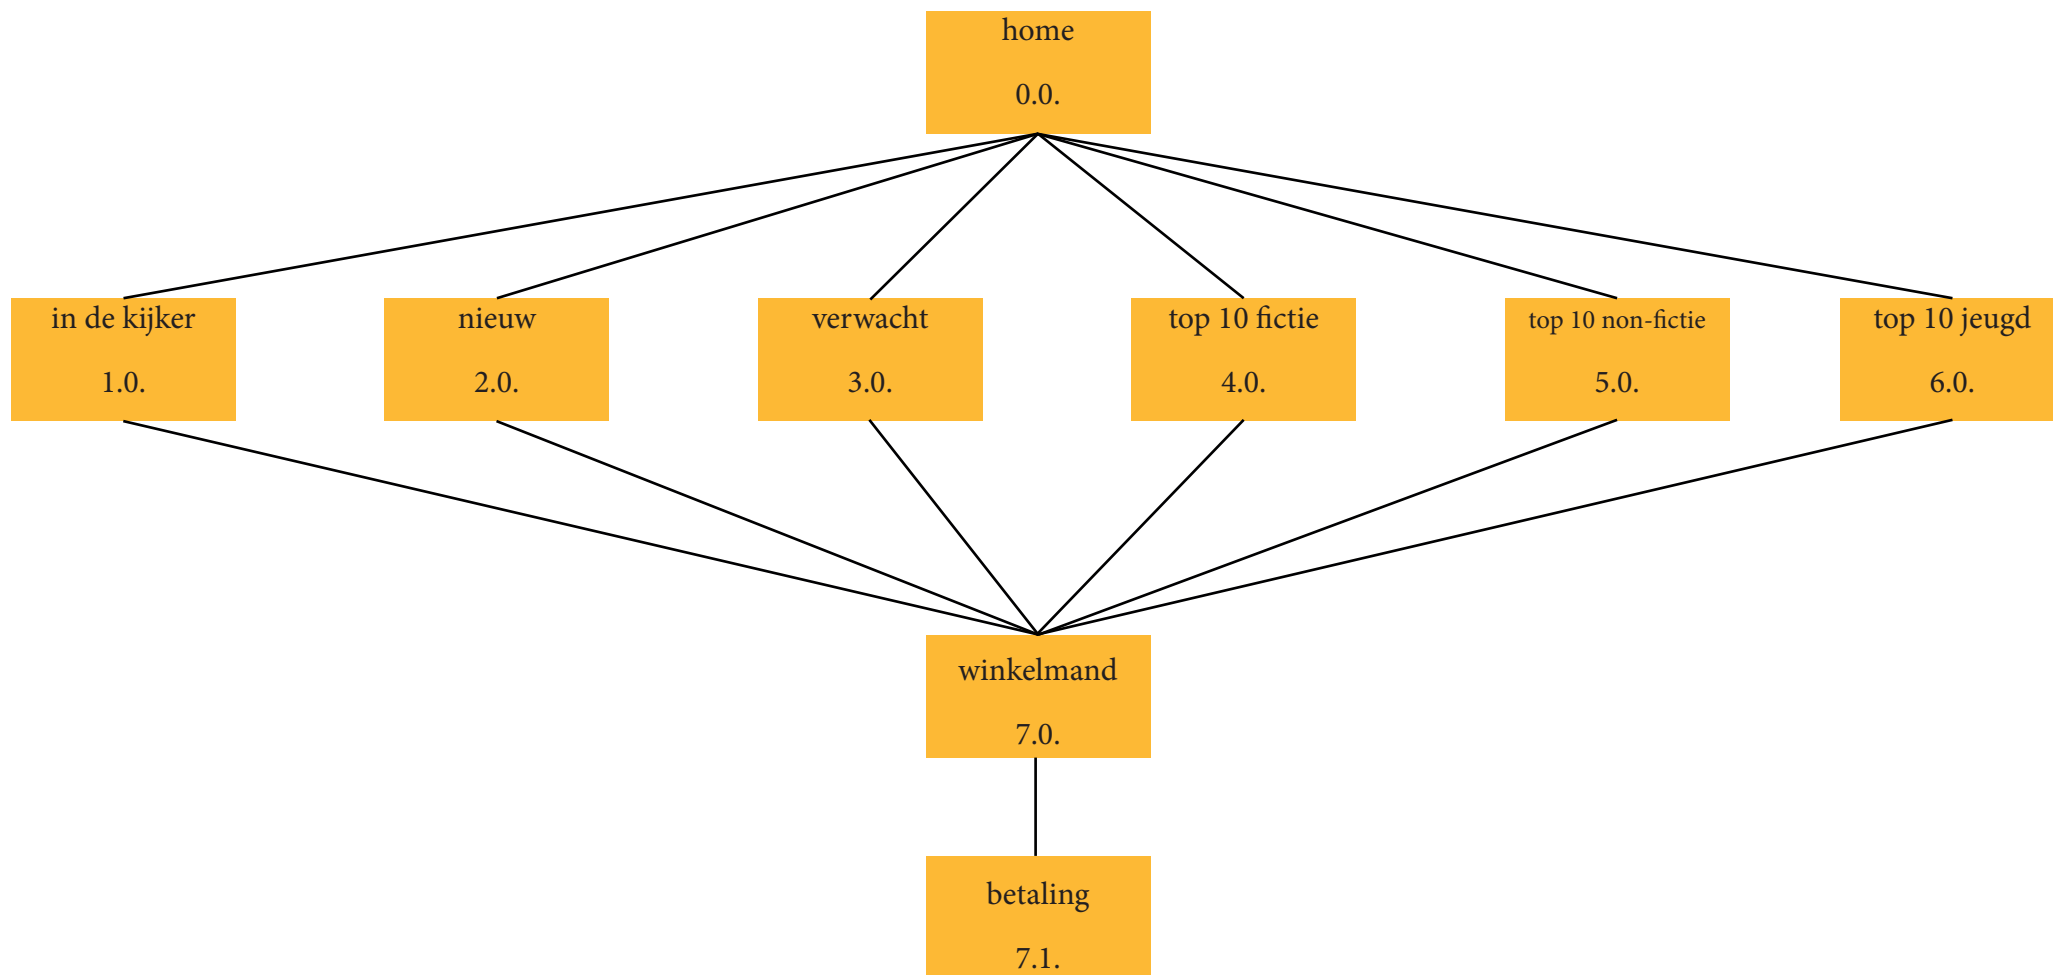 home
0.0.
in de kijker
1.0.
nieuw
2.0.
verwacht
3.0.
top 10 fictie
4.0.
top 10 non-fictie
5.0.
top 10 jeugd
6.0.
winkelmand
7.0.
betaling
7.1.